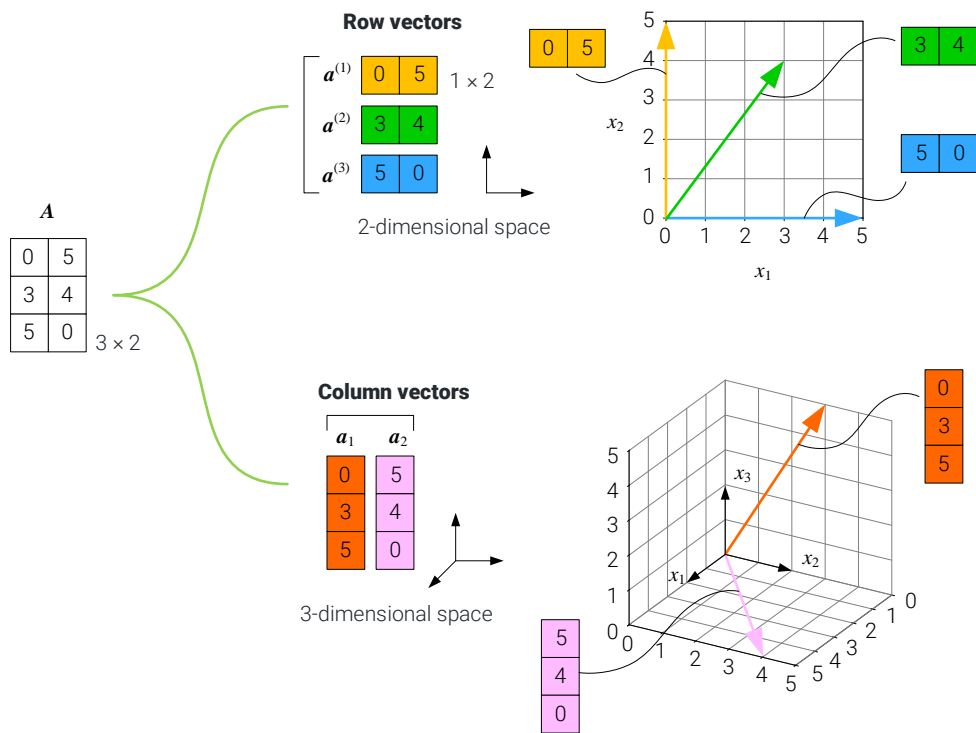 Row vectors
a(1) 0 5 1 × 2
a(2) 3 4
a(3) 5 0
2-dimensional space
0 5
3 4
5 0
5
4
3
x2
2
1
0
0 1 2 3 4 5
x1
A
0 5
3 4
5 0
3 × 2
Column vectors
a1 a2
0 5
3 4
5 0
3-dimensional space
0
3
5
5
4
3
2
1
0
x3
x2
x1
0 1 2 3 4 5
5 4 3 2 1 0
5
4
0